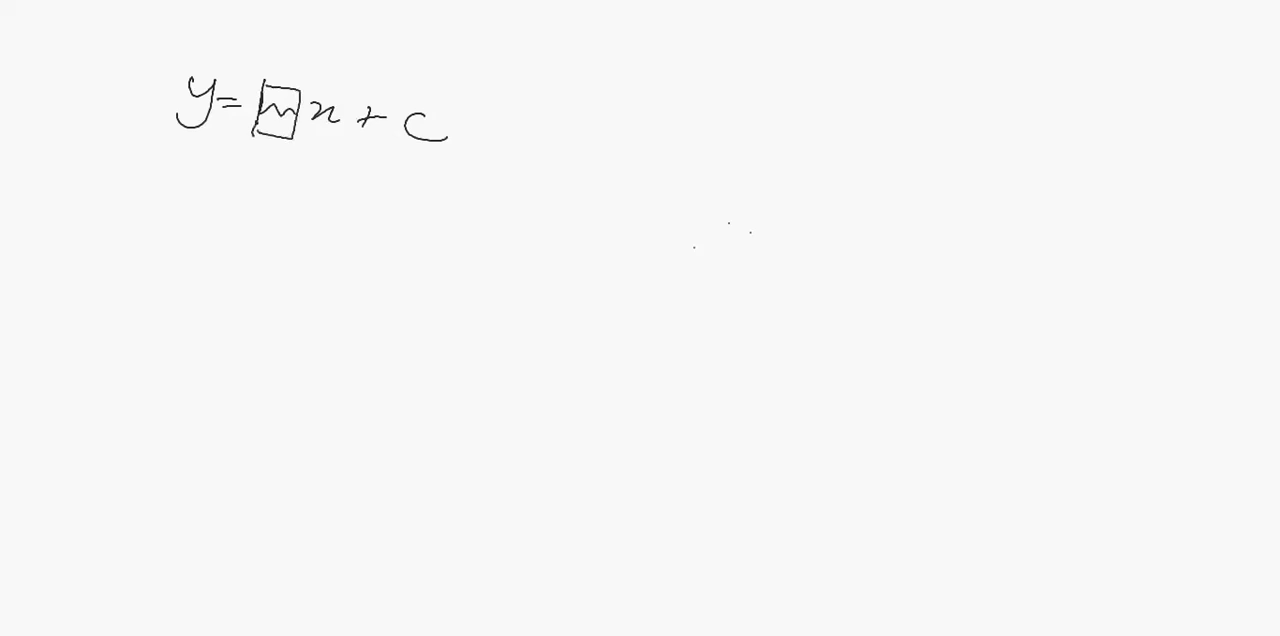 y = mx + c